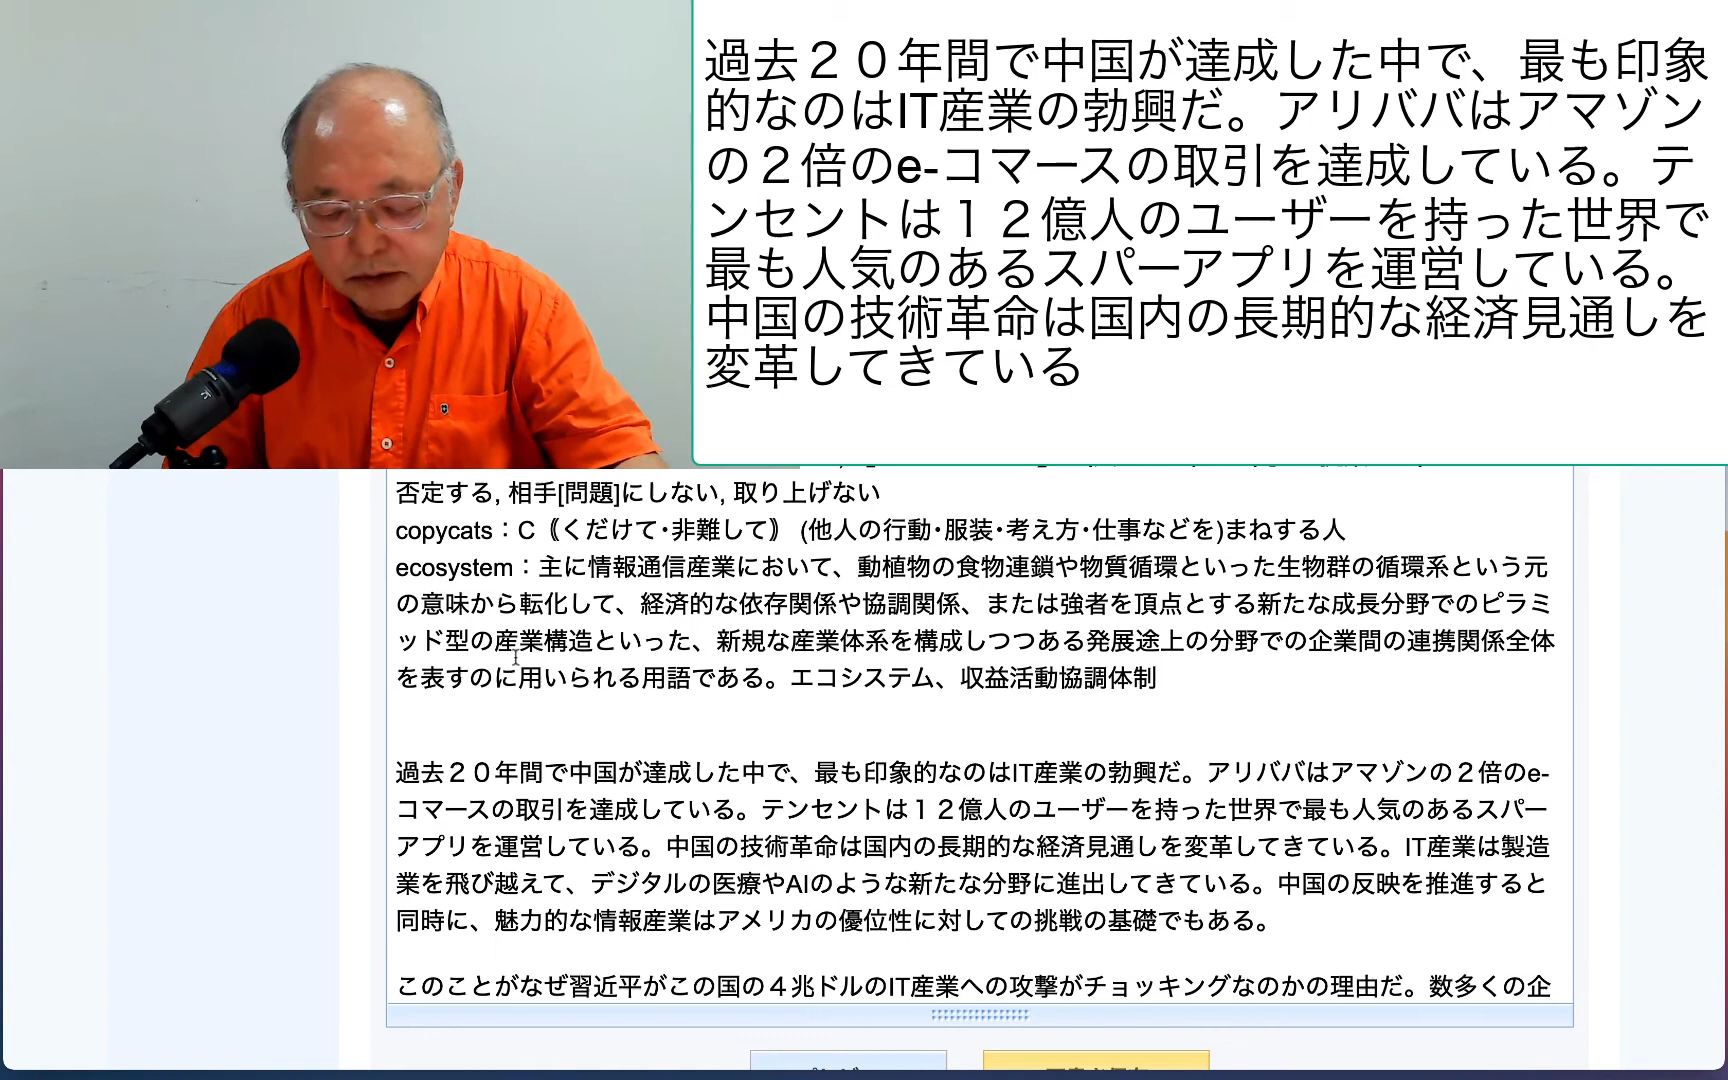 過去２０年間で中国が達成した中で、最も印象
的なのはIT産業の勃興だ。アリババはアマゾン
の２倍のe-コマースの取引を達成している。テ
ンセントは１２億人のユーザーを持った世界で
最も人気のあるスパーアプリを運営している。
中国の技術革命は国内の長期的な経済見通しを
変革してきている
否定する, 相手[問題]にしない, 取り上げない
copycats：C｟くだけて･非難して｠ (他人の行動･服装･考え方･仕事などを)まねする人
ecosystem：主に情報通信産業において、動植物の食物連鎖や物質循環といった生物群の循環系という元
の意味から転化して、経済的な依存関係や協調関係、または強者を頂点とする新たな成長分野でのピラミ
ッド型の産業構造といった、新規な産業体系を構成しつつある発展途上の分野での企業間の連携関係全体
を表すのに用いられる用語である。エコシステム、収益活動協調体制
過去２０年間で中国が達成した中で、最も印象的なのはIT産業の勃興だ。アリババはアマゾンの２倍のe-
コマースの取引を達成している。テンセントは１２億人のユーザーを持った世界で最も人気のあるスパー
アプリを運営している。中国の技術革命は国内の長期的な経済見通しを変革してきている。IT産業は製造
業を飛び越えて、デジタルの医療やAIのような新たな分野に進出してきている。中国の反映を推進すると
同時に、魅力的な情報産業はアメリカの優位性に対しての挑戦の基礎でもある。
このことがなぜ習近平がこの国の４兆ドルのIT産業への攻撃がチョッキングなのかの理由だ。数多くの企